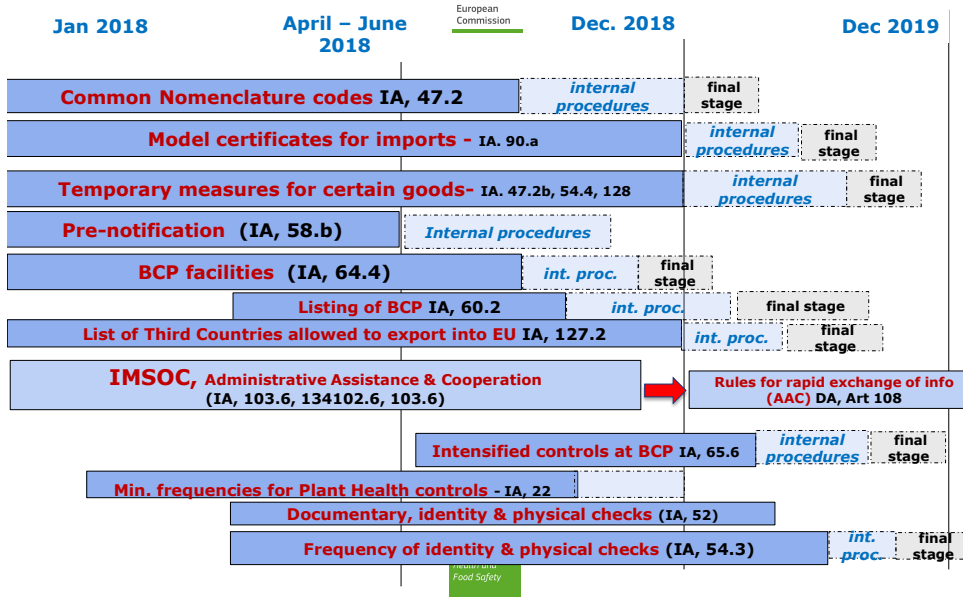 European
Commission
Jan 2018
April – June
2018
Dec. 2018
Dec 2019
Common Nomenclature codes IA, 47.2
internal
procedures
final
stage
Model certificates for imports - IA. 90.a
internal
procedures
final
stage
Temporary measures for certain goods- IA. 47.2b, 54.4, 128
internal
procedures
final
stage
Pre-notification (IA, 58.b)
Internal procedures
BCP facilities (IA, 64.4)
int. proc.
final
stage
Listing of BCP IA, 60.2
int. proc.
final stage
List of Third Countries allowed to export into EU IA, 127.2
int. proc.
final
stage
IMSOC, Administrative Assistance & Cooperation
(IA, 103.6, 134102.6, 103.6)
Rules for rapid exchange of info
(AAC) DA, Art 108
Intensified controls at BCP IA, 65.6
internal
procedures
final
stage
Min. frequencies for Plant Health controls - IA, 22
Documentary, identity & physical checks (IA, 52)
Frequency of identity & physical checks (IA, 54.3)
int.
proc.
final
stage
Health and
Food Safety